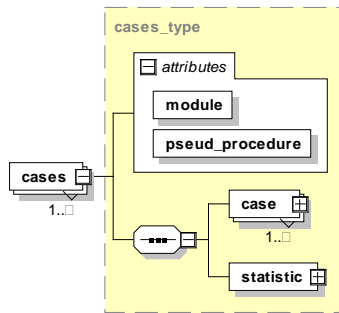 cases_type
attributes
module
pseud_procedure
cases
1..□
case
1..□
statistic